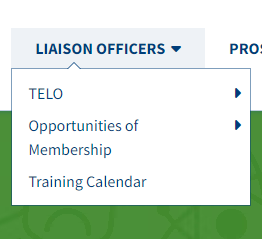 LIAISON OFFICERS PROS
TELO
Opportunities of
Membership
Training Calendar